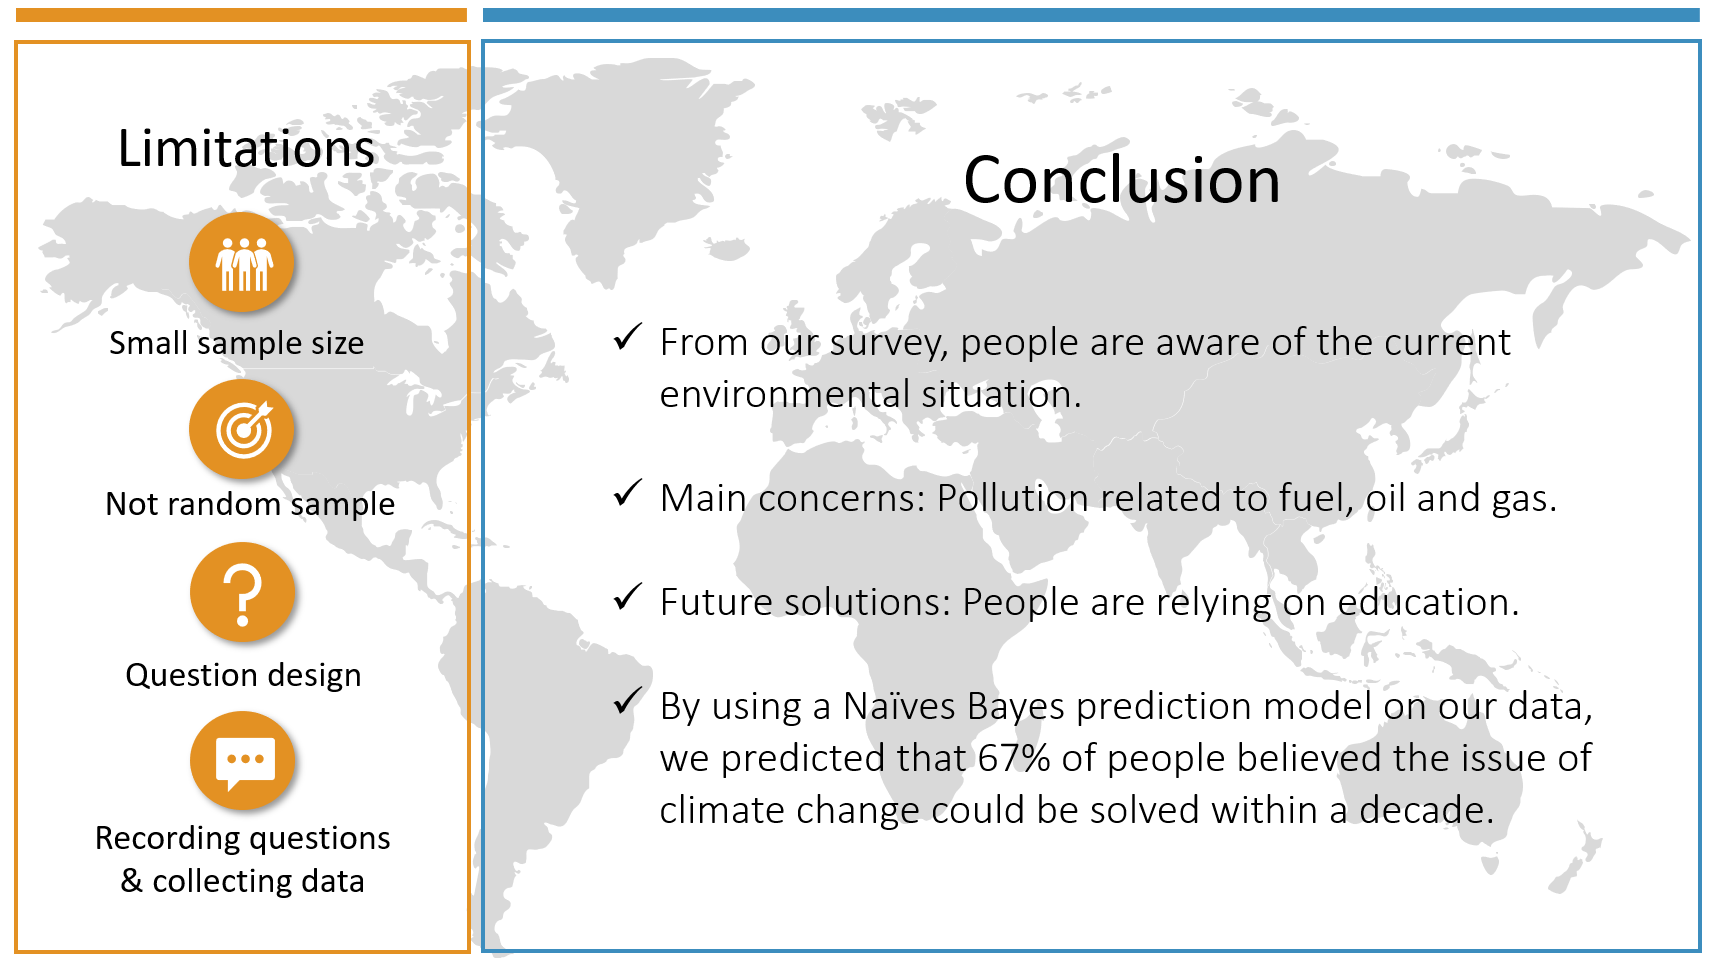 Limitations
Small sample size
Not random sample
Question design
Recording questions
& collecting data
Conclusion
✓ From our survey, people are aware of the current
environmental situation.
✓ Main concerns: Pollution related to fuel, oil and gas.
✓ Future solutions: People are relying on education.
✓ By using a Naïves Bayes prediction model on our data,
we predicted that 67% of people believed the issue of
climate change could be solved within a decade.